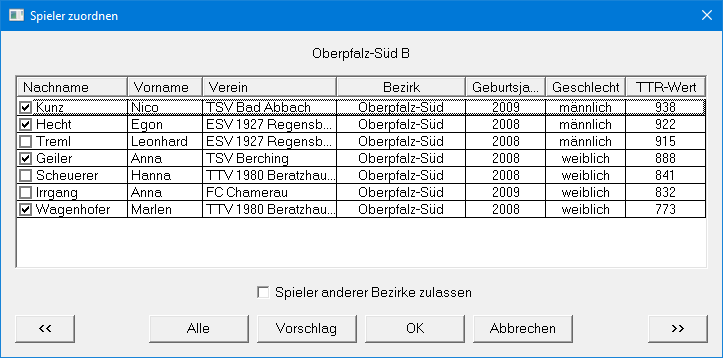 Spieler zuordnen
Oberpfalz-Süd B
Nachname Vorname Verein Bezirk Geburtsja... Geschlecht TTR-Wert
Kunz Nico TSV Bad Abbach Oberpfalz-Süd 2009 männlich 938
Hecht Egon ESV 1927 Regensb... Oberpfalz-Süd 2008 männlich 922
Treml Leonhard ESV 1927 Regensb... Oberpfalz-Süd 2008 männlich 915
Geiler Anna TSV Berching Oberpfalz-Süd 2008 weiblich 888
Scheuerer Hanna TTV 1980 Beratzhau... Oberpfalz-Süd 2008 weiblich 841
Irrgang Anna FC Chamerau Oberpfalz-Süd 2009 weiblich 832
Wagenhofer Marlen TTV 1980 Beratzhau... Oberpfalz-Süd 2008 weiblich 773
Spieler anderer Bezirke zulassen
<< Alle Vorschlag OK Abbrechen >>